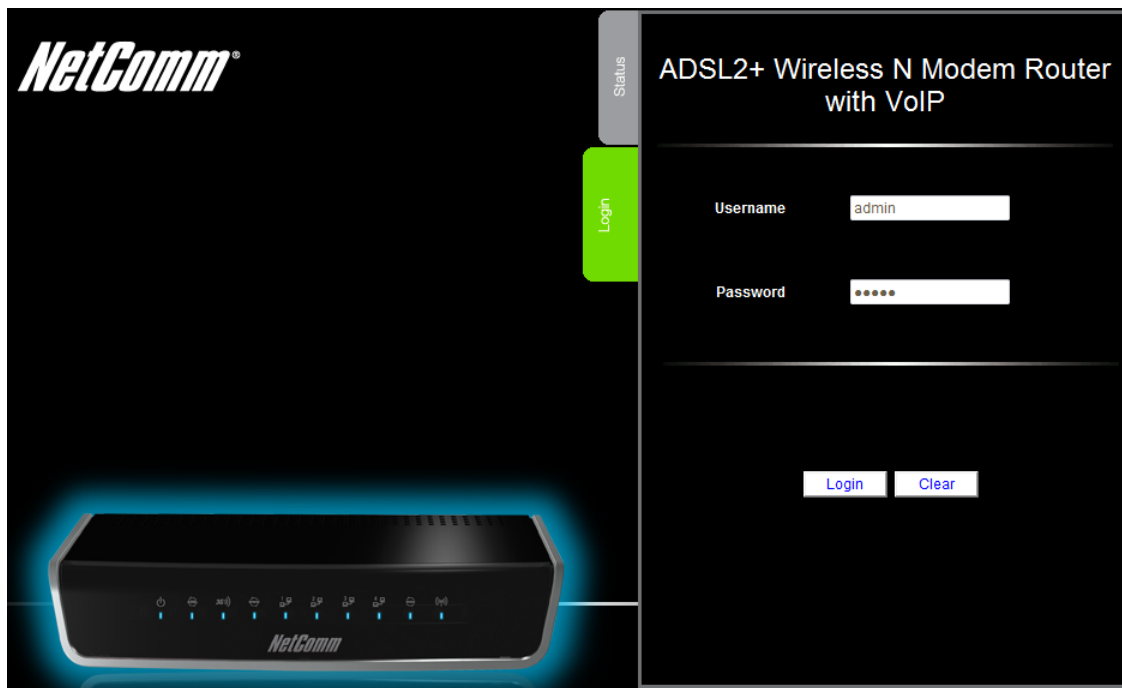 NetComm®
Status
Login
ADSL2+ Wireless N Modem Router
with VoIP
Username
admin
Password
•••••
Login
Clear
NetComm